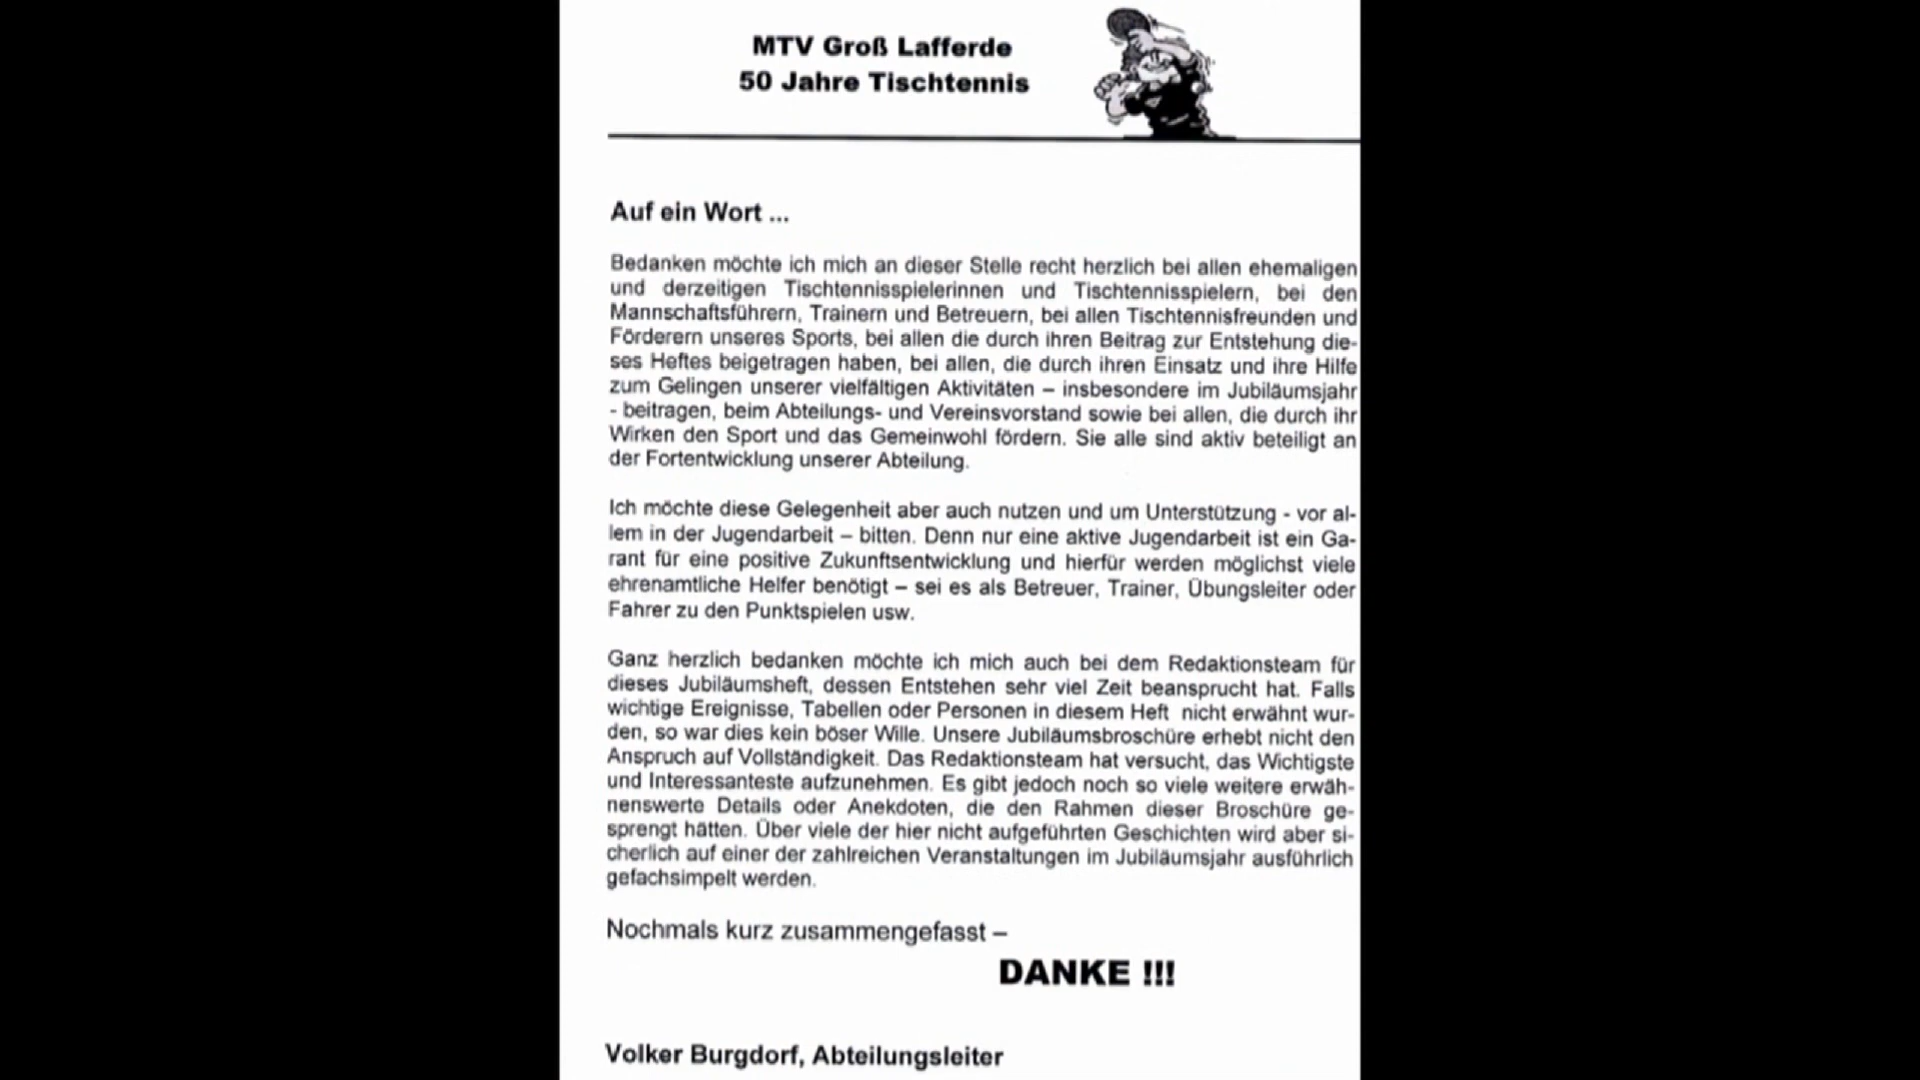 MTV Groß Lafferde
50 Jahre Tischtennis
Auf ein Wort ...
Bedanken möchte ich mich an dieser Stelle recht herzlich bei allen ehemaligen
und derzeitigen Tischtennisspielerinnen und Tischtennisspielern, bei den
Mannschaftsführern, Trainern und Betreuern, bei allen Tischtennisfreunden und
Förderern unseres Sports, bei allen die durch ihren Beitrag zur Entstehung die-
ses Heftes beigetragen haben, bei allen, die durch ihren Einsatz und ihre Hilfe
zum Gelingen unserer vielfältigen Aktivitäten – insbesondere im Jubiläumsjahr
- beitragen, beim Abteilungs- und Vereinsvorstand sowie bei allen, die durch ihr
Wirken den Sport und das Gemeinwohl fördern. Sie alle sind aktiv beteiligt an
der Fortentwicklung unserer Abteilung.
Ich möchte diese Gelegenheit aber auch nutzen und um Unterstützung - vor al-
lem in der Jugendarbeit – bitten. Denn nur eine aktive Jugendarbeit ist ein Ga-
rant für eine positive Zukunftsentwicklung und hierfür werden möglichst viele
ehrenamtliche Helfer benötigt – sei es als Betreuer, Trainer, Übungsleiter oder
Fahrer zu den Punktspielen usw.
Ganz herzlich bedanken möchte ich mich auch bei dem Redaktionsteam für
dieses Jubiläumsheft, dessen Entstehen sehr viel Zeit beansprucht hat. Falls
wichtige Ereignisse, Tabellen oder Personen in diesem Heft nicht erwähnt wur-
den, so war dies kein böser Wille. Unsere Jubiläumsbroschüre erhebt nicht den
Anspruch auf Vollständigkeit. Das Redaktionsteam hat versucht, das Wichtigste
und Interessanteste aufzunehmen. Es gibt jedoch noch so viele weitere erwäh-
nenswerte Details oder Anekdoten, die den Rahmen dieser Broschüre ge-
sprengt hätten. Über viele der hier nicht aufgeführten Geschichten wird aber si-
cherlich auf einer der zahlreichen Veranstaltungen im Jubiläumsjahr ausführlich
gefachsimpelt werden.
Nochmals kurz zusammengefasst –
DANKE !!!
Volker Burgdorf, Abteilungsleiter